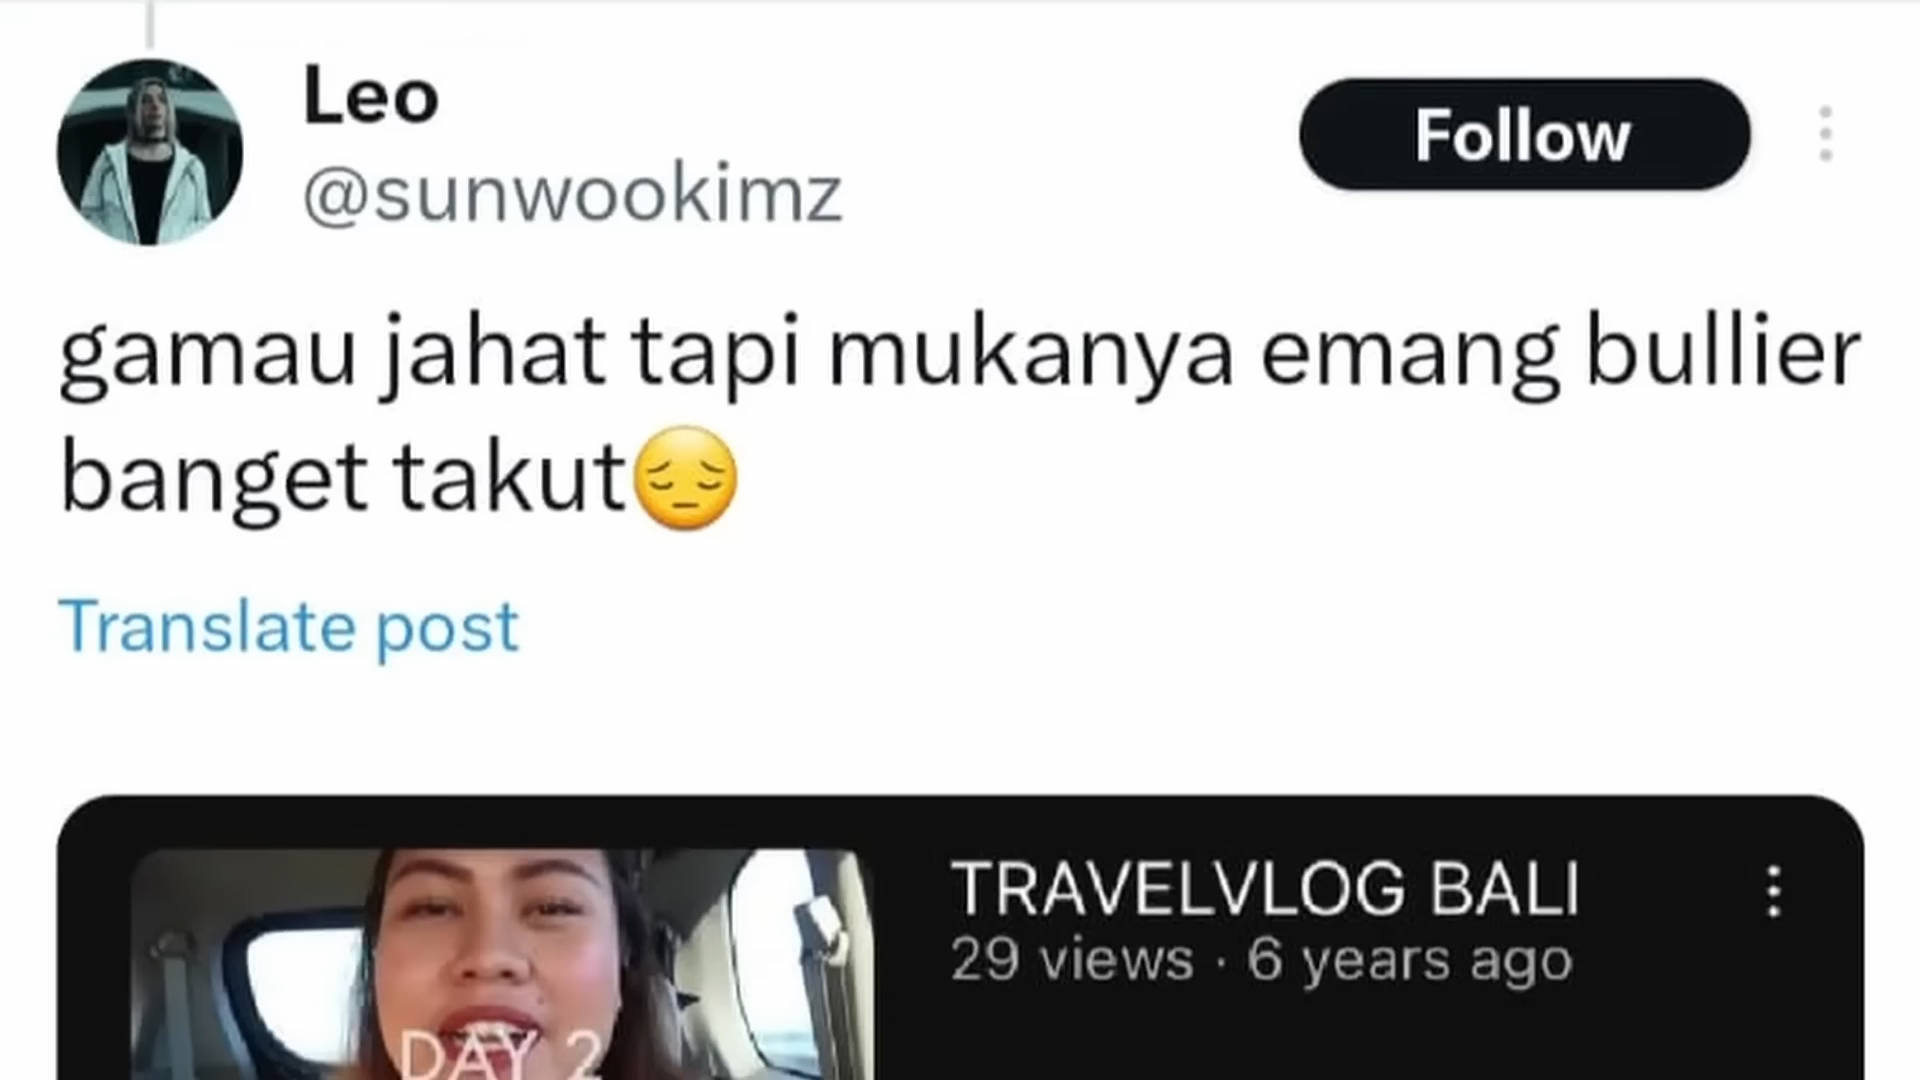 Leo
Follow
@sunwookimz
gamau jahat tapi mukanya emang bullier
banget takut😔
Translate post
TRAVELVLOG BALI
29 views · 6 years ago
DAY 2